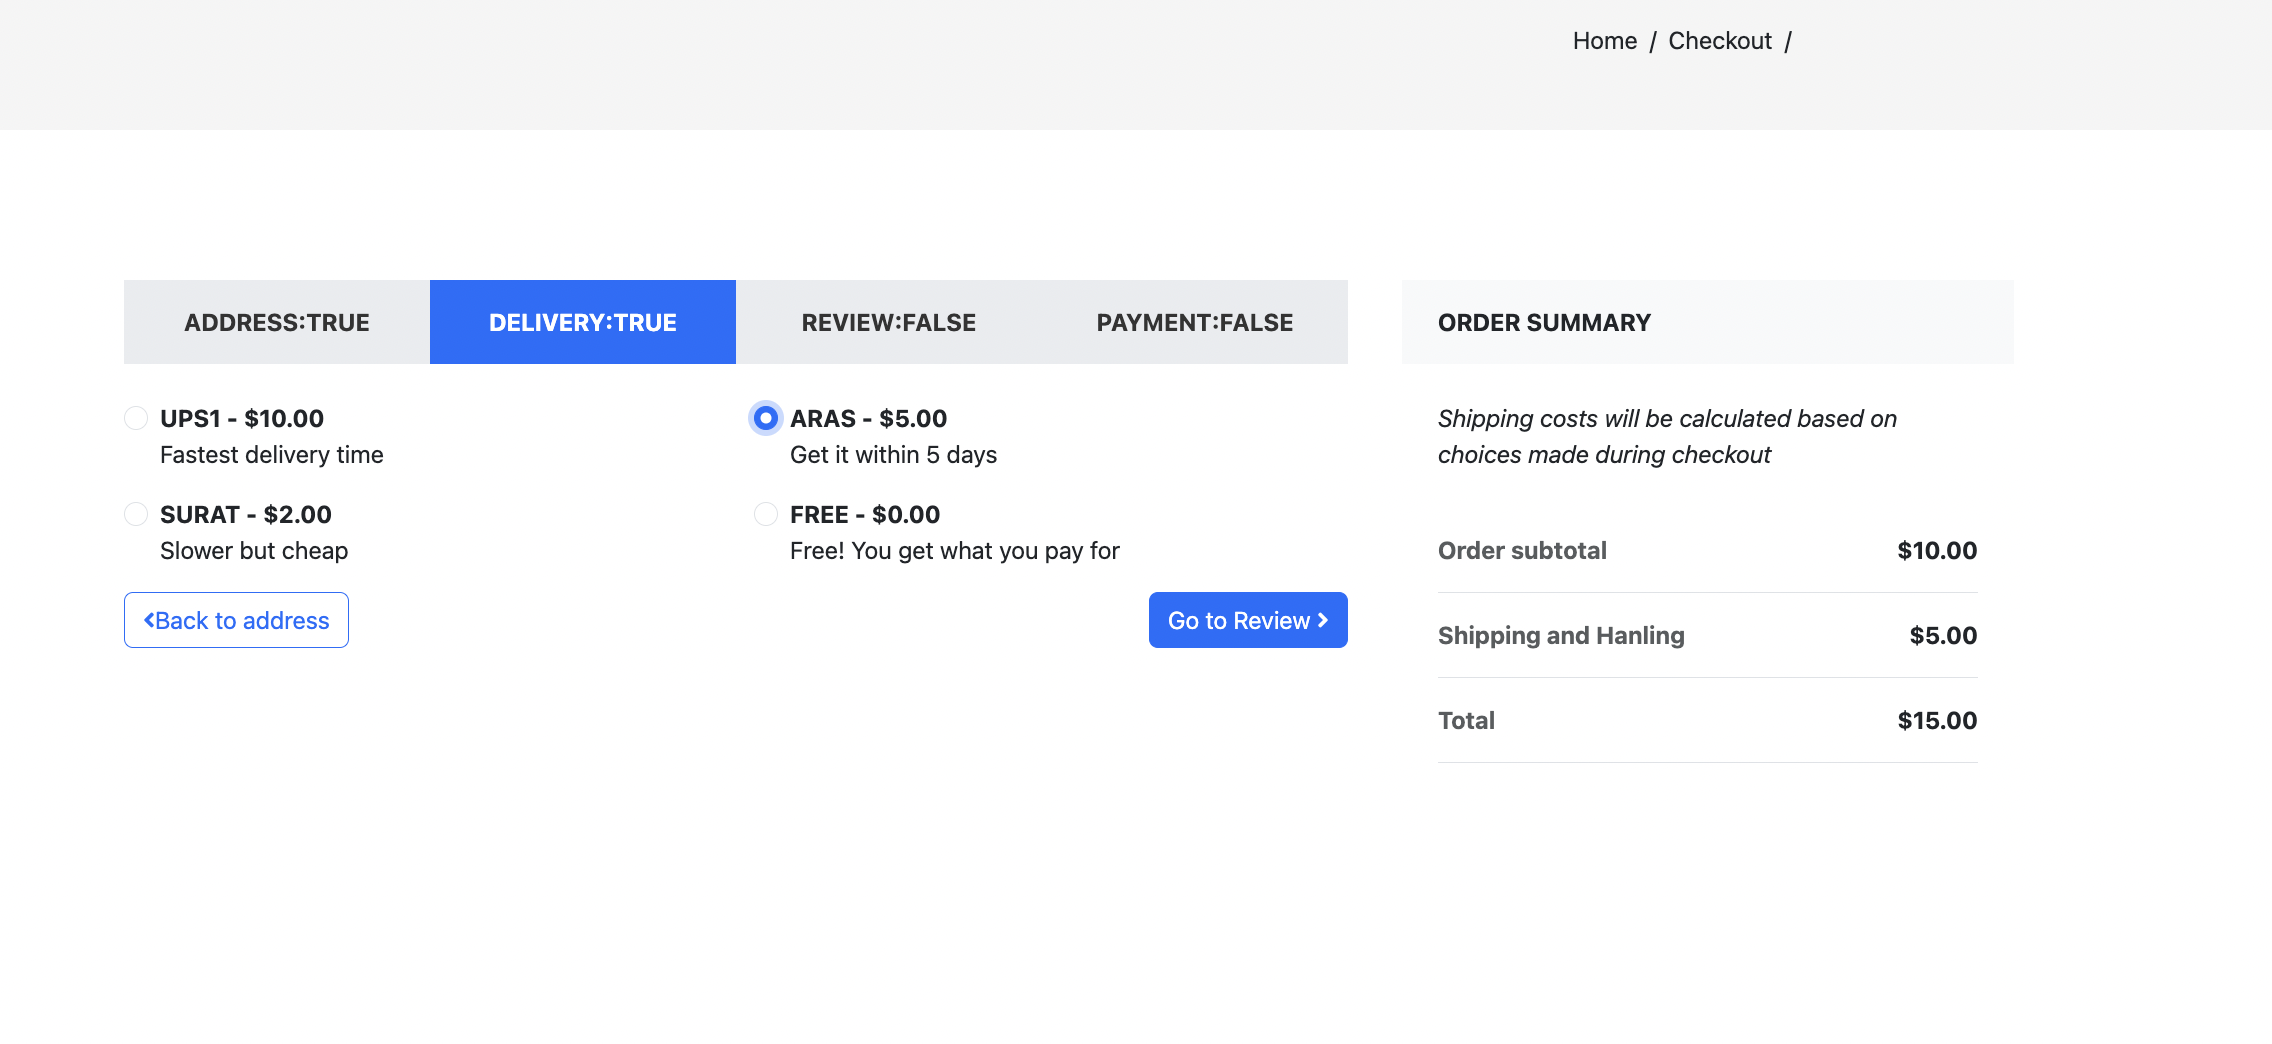 Home / Checkout /
ADDRESS:TRUE
DELIVERY:TRUE
REVIEW:FALSE
PAYMENT:FALSE
UPS1 - $10.00
Fastest delivery time
ARAS - $5.00
Get it within 5 days
SURAT - $2.00
Slower but cheap
FREE - $0.00
Free! You get what you pay for
Back to address
Go to Review
ORDER SUMMARY
Shipping costs will be calculated based on
choices made during checkout
Order subtotal $10.00
Shipping and Hanling $5.00
Total $15.00